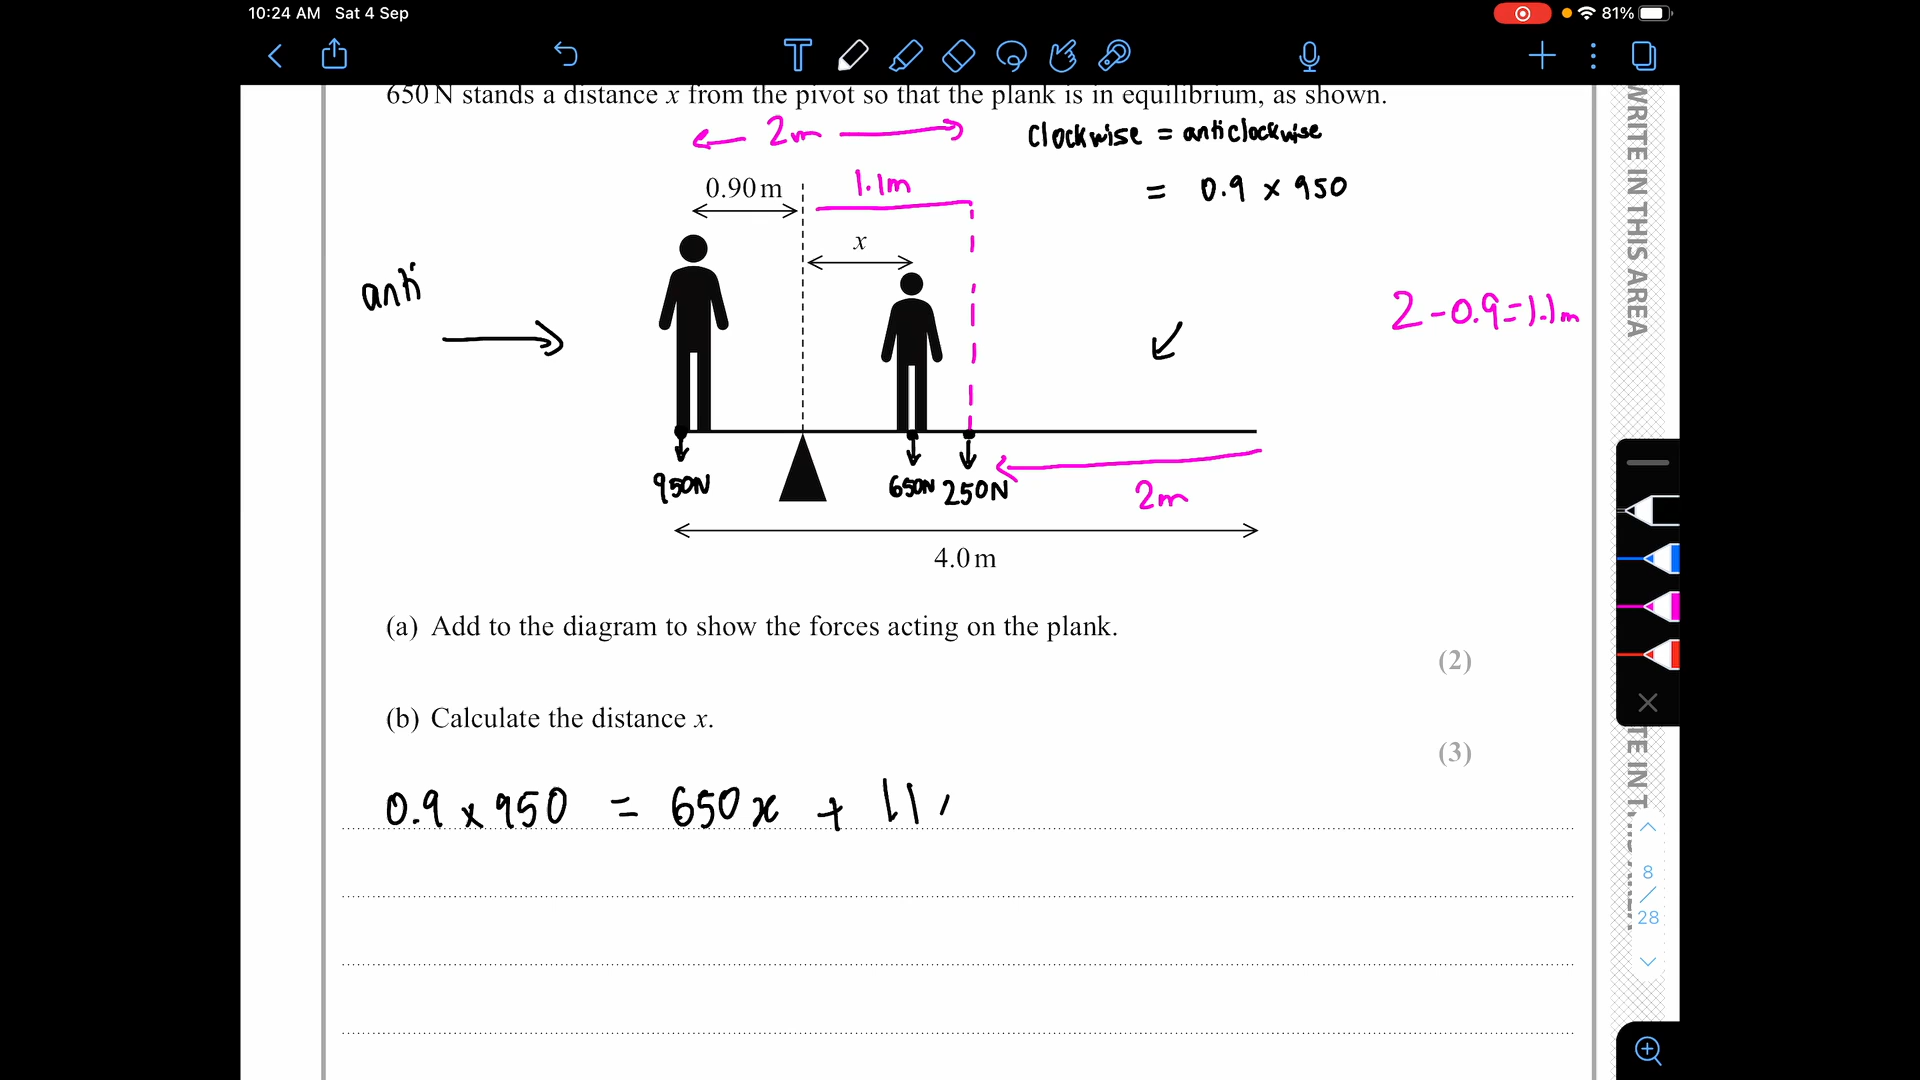 10:24 AM Sat 4 Sep
81%
650 N stands a distance x from the pivot so that the plank is in equilibrium, as shown.
2m
clockwise = anticlockwise
0.90 m
1.1m
= 0.9 × 950
x
anti
2-0.9=1.1m
950N
650N
250N
2m
4.0 m
(a) Add to the diagram to show the forces acting on the plank.
(2)
(b) Calculate the distance x.
(3)
0.9 × 950 = 650x + 1.1
WRITE IN THIS AREA
8
28